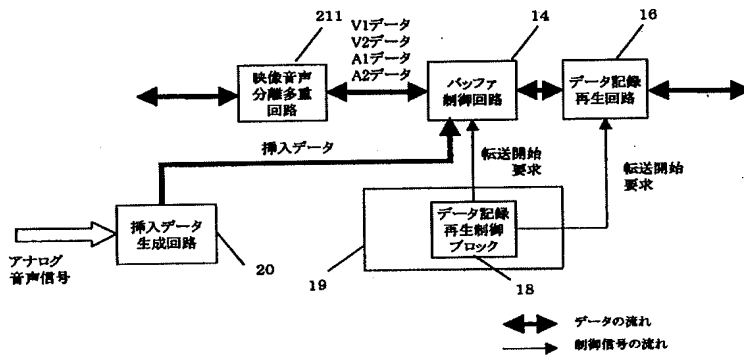 211
V1データ
V2データ
A1データ
A2データ
14
16
映像音声
分離多重
回路
バッファ
制御回路
データ記録
再生回路
挿入データ
転送開始
要求
転送開始
要求
挿入データ
生成回路
データ記録
再生制御
ブロック
アナログ
音声信号
20
19
18
データの流れ
制御信号の流れ